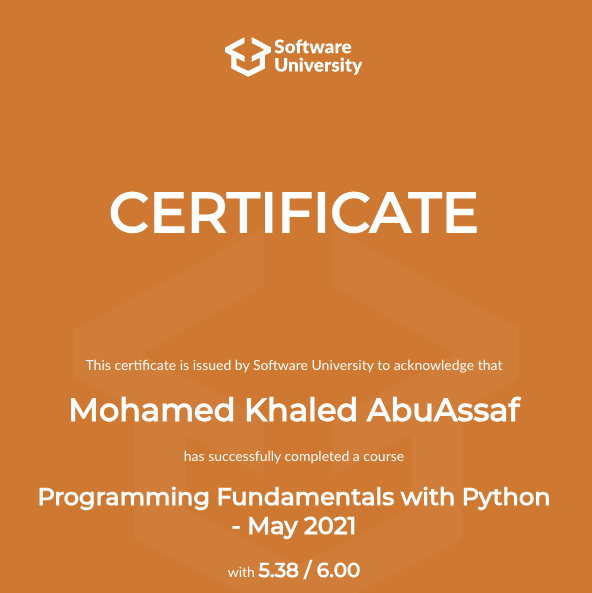 Software
University
CERTIFICATE
This certificate is issued by Software University to acknowledge that
Mohamed Khaled AbuAssaf
has successfully completed a course
Programming Fundamentals with Python
- May 2021
with 5.38 / 6.00